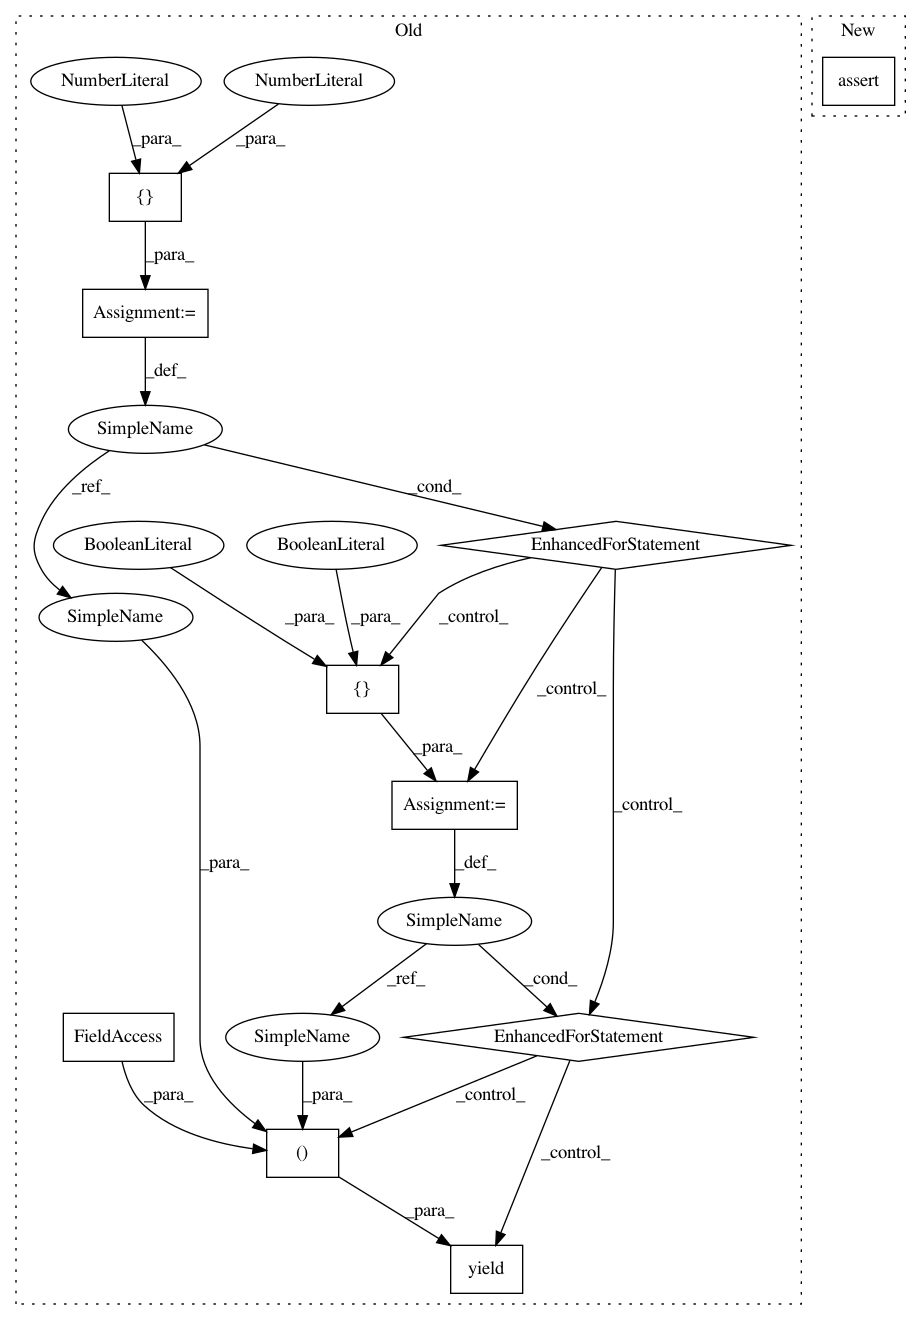 Old
New
NumberLiteral
NumberLiteral
assert
_para_
_para_
{}
_para_
Assignment:=
_def_
SimpleName
_ref_
_cond_
BooleanLiteral
BooleanLiteral
EnhancedForStatement
SimpleName
_para_
_para_
_control_
{}
_control_
_para_
Assignment:=
_control_
_para_
_def_
SimpleName
_ref_
_cond_
FieldAccess
SimpleName
EnhancedForStatement
_para_
_para_
_control_
()
_control_
_para_
yield